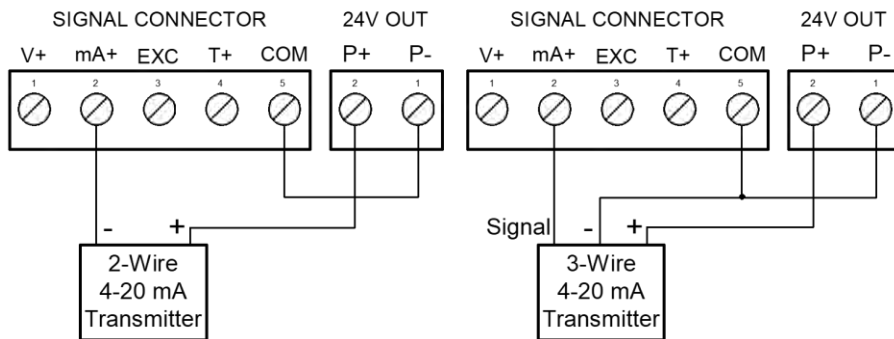 SIGNAL CONNECTOR 24V OUT
V+ mA+ EXC T+ COM P+ P-
1 2 3 4 5 2 1
- +
2-Wire
4-20 mA
Transmitter
SIGNAL CONNECTOR 24V OUT
V+ mA+ EXC T+ COM P+ P-
1 2 3 4 5 2 1
Signal - +
3-Wire
4-20 mA
Transmitter